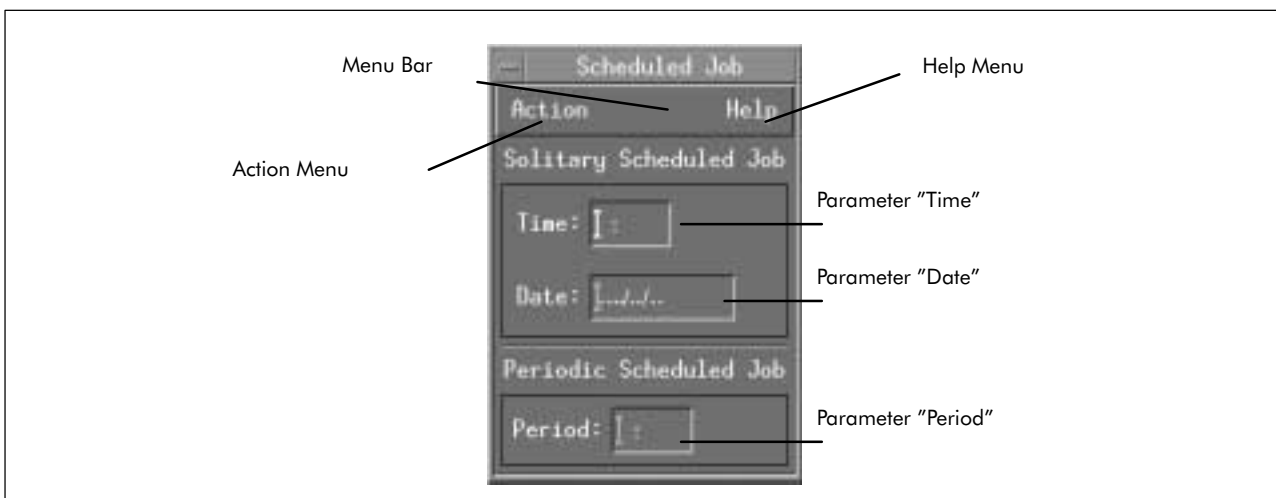 Menu Bar
Scheduled Job
Help Menu
Action Help
Action Menu
Solitary Scheduled Job
Time: :
Parameter "Time"
Date: ..../../..
Parameter "Date"
Periodic Scheduled Job
Period: :
Parameter "Period"